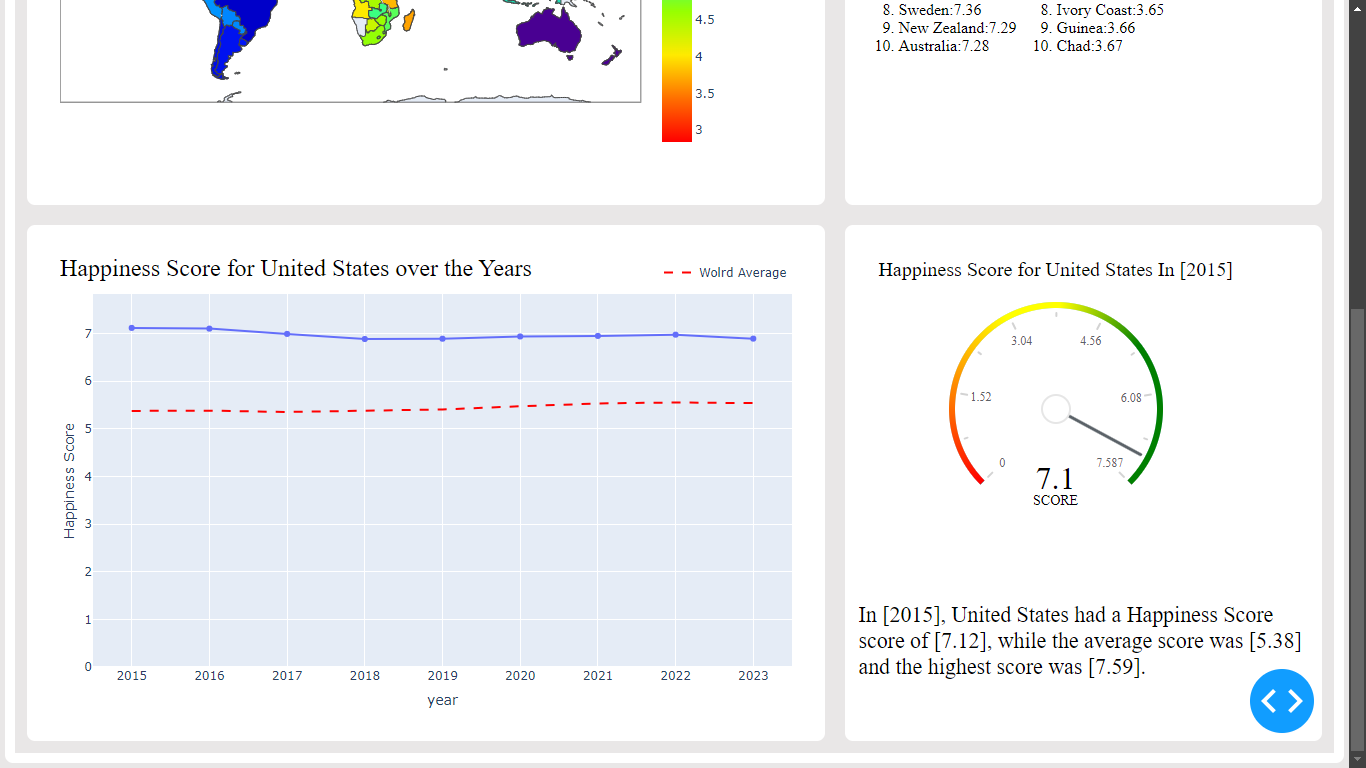 4.5
4
3.5
3
8. Sweden:7.36
9. New Zealand:7.29
10. Australia:7.28
8. Ivory Coast:3.65
9. Guinea:3.66
10. Chad:3.67
Happiness Score for United States over the Years
Wolrd Average
7
6
5
4
3
2
1
0
Happiness Score
2015 2016 2017 2018 2019 2020 2021 2022 2023
year
Happiness Score for United States In [2015]
0
1.52
3.04
4.56
6.08
7.587
7.1
SCORE
In [2015], United States had a Happiness Score
score of [7.12], while the average score was [5.38]
and the highest score was [7.59].